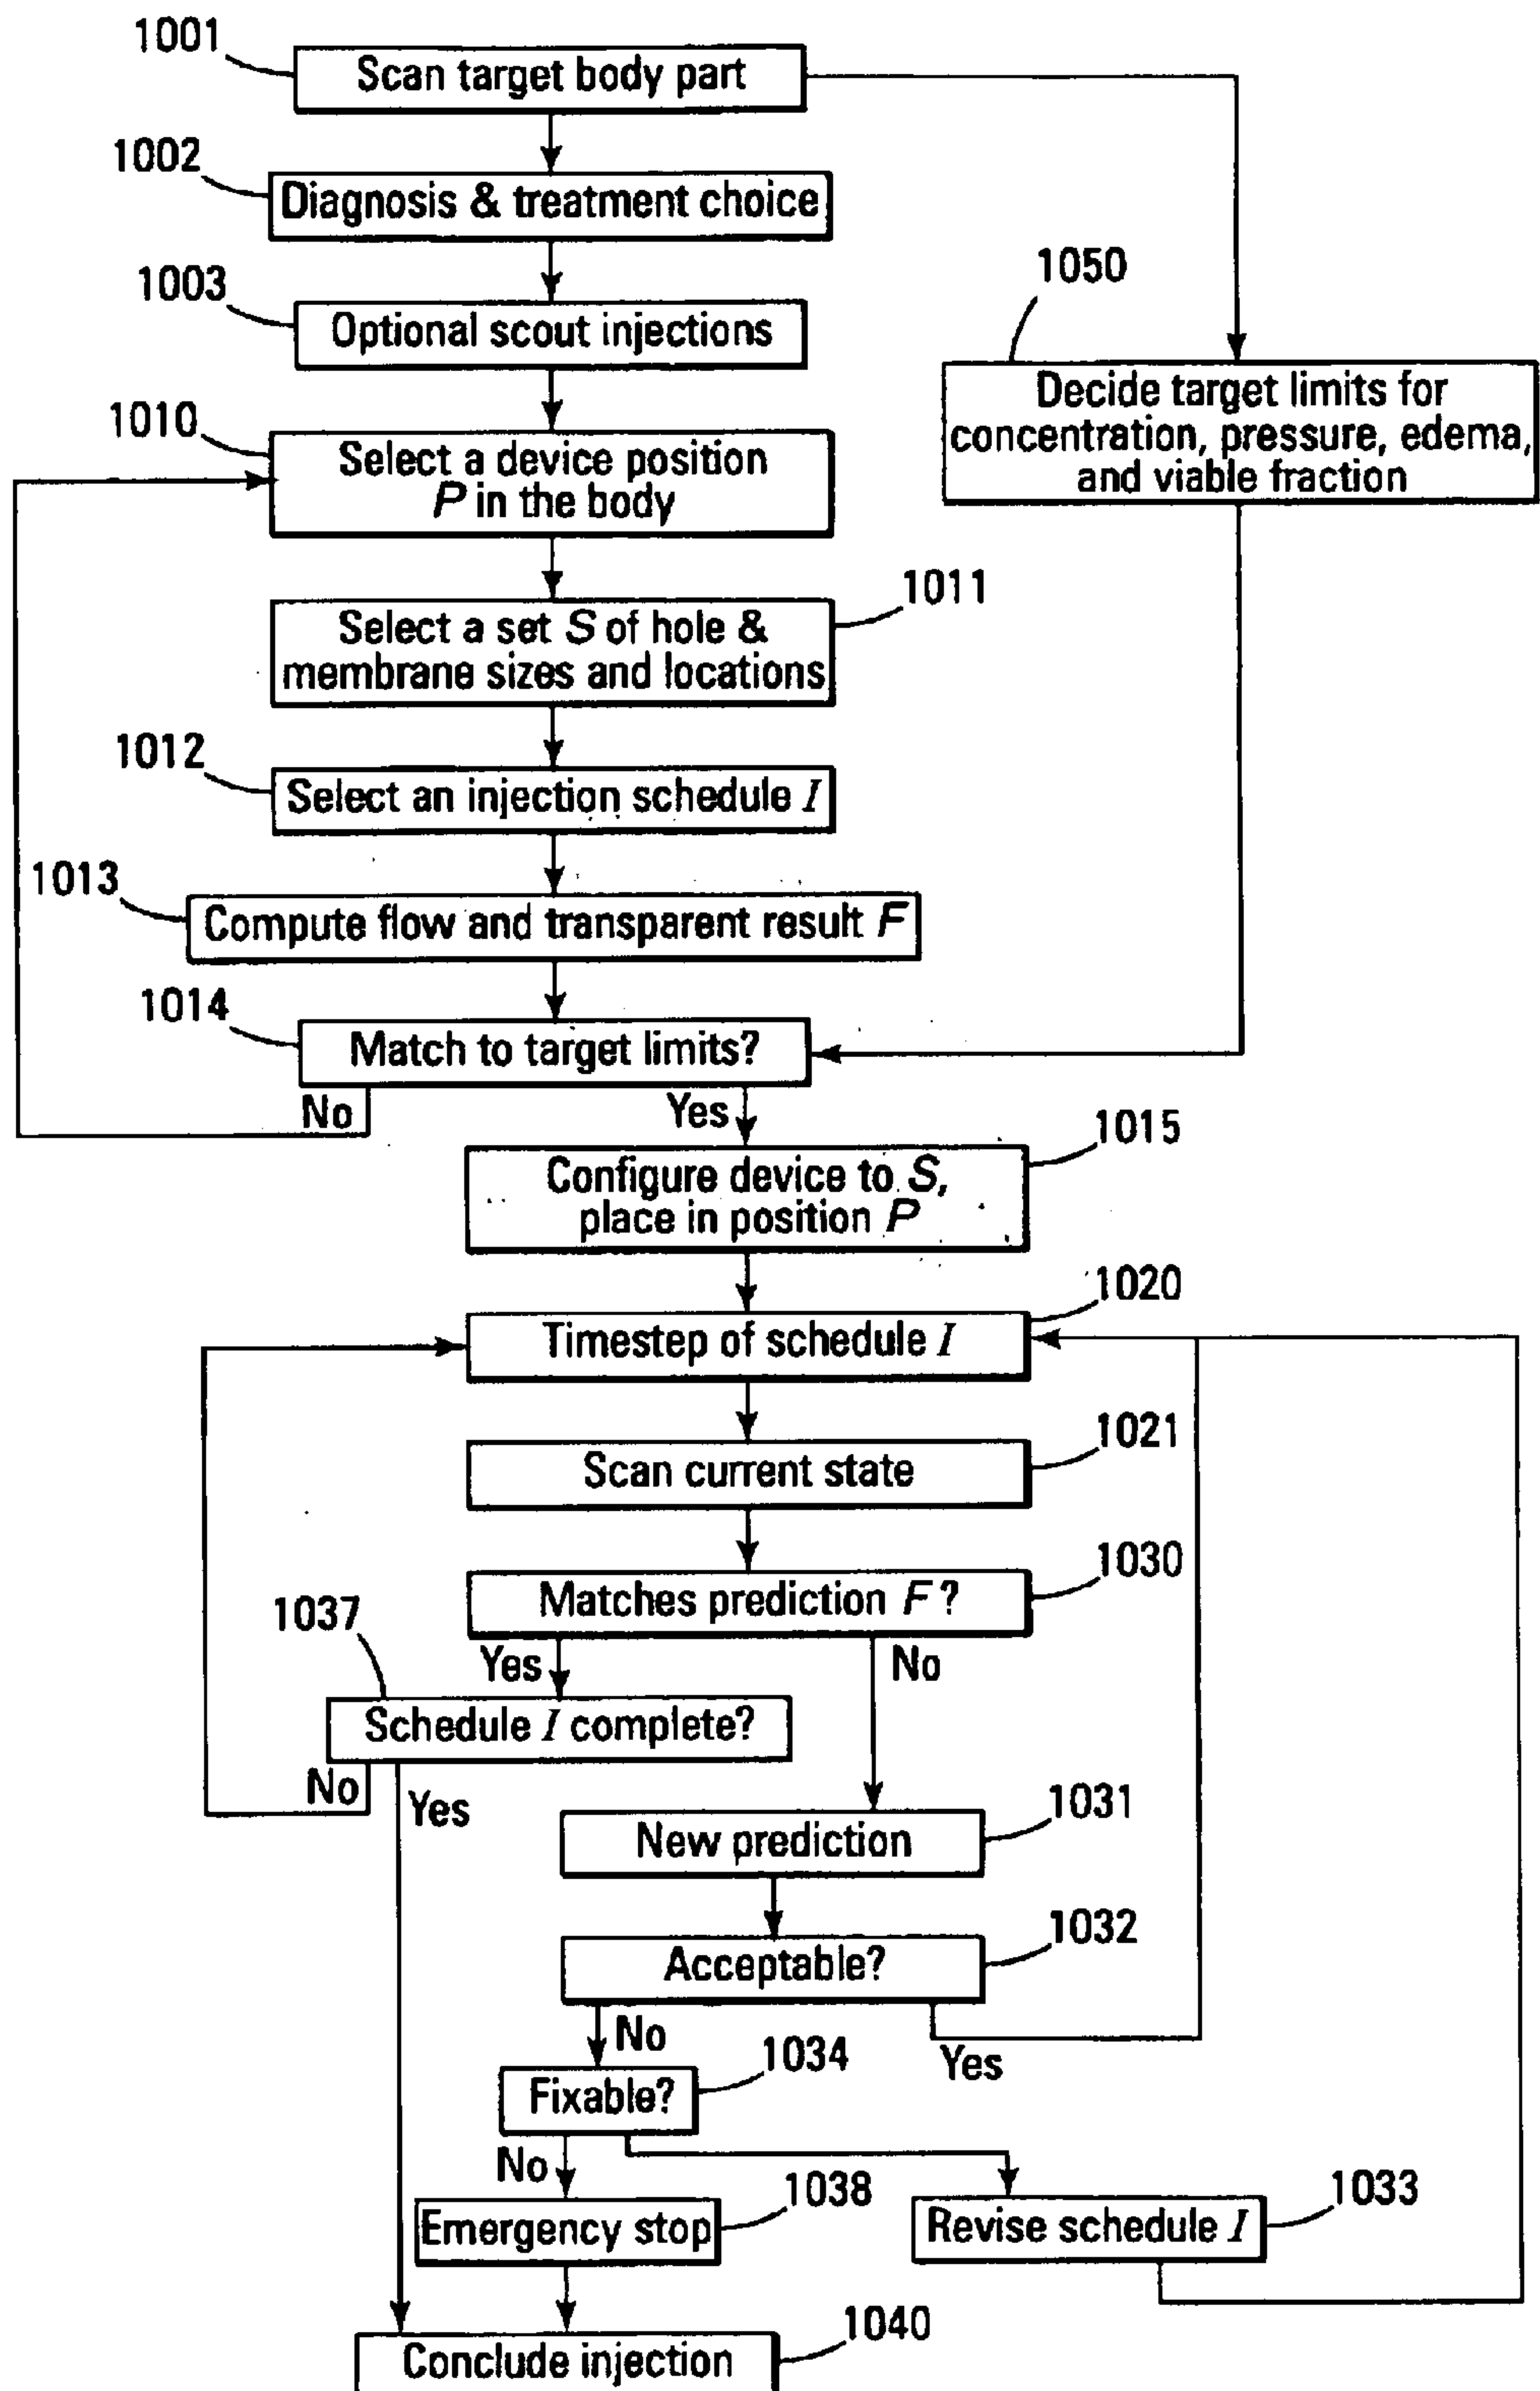 1001
Scan target body part
1002
Diagnosis & treatment choice
1003
Optional scout injections
1050
Decide target limits for
concentration, pressure, edema,
and viable fraction
1010
Select a device position
P in the body
1011
Select a set S of hole &
membrane sizes and locations
1012
Select an injection schedule I
1013
Compute flow and transparent result F
1014
Match to target limits?
No
Yes
1015
Configure device to S,
place in position P
1020
Timestep of schedule I
1021
Scan current state
1030
Matches prediction F?
1037
Yes
No
Schedule I complete?
No
Yes
1031
New prediction
1032
Acceptable?
No
Yes
1034
Fixable?
No
1038
Emergency stop
1033
Revise schedule I
1040
Conclude injection